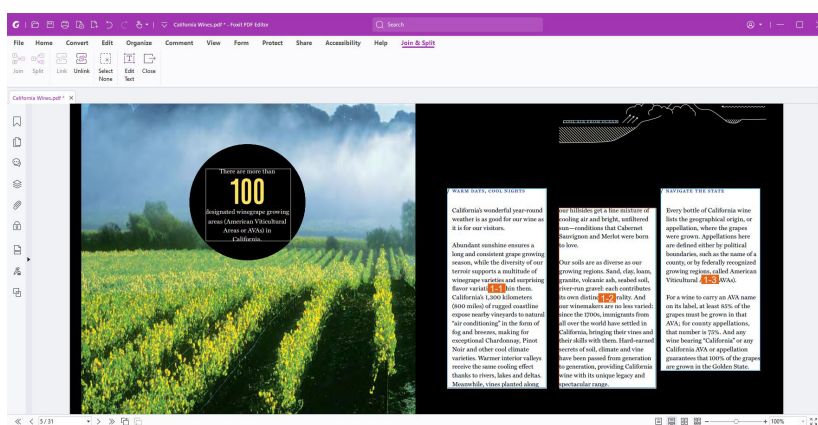 California Wines.pdf * - Foxit PDF Editor
Search
File Home Convert Edit Organize Comment View Form Protect Share Accessibility Help Join & Split
Join Split Link Unlink Select None Edit Text Close
California Wines.pdf *
There are more than
100
designated winegrape growing
areas (American Viticultural
Areas or AVAs) in
California.
WARM DAYS, COOL NIGHTS
California's wonderful year-round
weather is as good for our wine as
it is for our visitors.
Abundant sunshine ensures a
long and consistent grape growing
season, while the diversity of our
terroir supports a multitude of
winegrape varieties and surprising
flavor variati 1-1 hin them.
California's 1,300 kilometers
(800 miles) of rugged coastline
expose nearby vineyards to natural
"air conditioning" in the form of
fog and breezes, making for
exceptional Chardonnay, Pinot
Noir and other cool climate
varieties. Warmer interior valleys
receive the same cooling effect
thanks to rivers, lakes and deltas.
Meanwhile, vines planted along
our hillsides get a fine mixture of
cooling air and bright, unfiltered
sun—conditions that Cabernet
Sauvignon and Merlot were born
to love.
Our soils are as diverse as our
growing regions. Sand, clay, loam,
granite, volcanic ash, seabed soil,
river-run gravel: each contributes
its own distinc 1-2 rality. And
our winemakers are no less varied:
since the 1700s, immigrants from
all over the world have settled in
California, bringing their vines and
their skills with them. Hard-earned
secrets of soil, climate and vine
have been passed from generation
to generation, providing California
wine with its unique legacy and
spectacular range.
NAVIGATE THE STATE
Every bottle of California wine
lists the geographical origin, or
appellation, where the grapes
were grown. Appellations here
are defined either by political
boundaries, such as the name of a
county, or by federally recognized
growing regions, called American
Viticultural 1-3 AVAs).
For a wine to carry an AVA name
on its label, at least 85% of the
grapes must be grown in that
AVA; for county appellations,
that number is 75%. And any
wine bearing "California" or any
California AVA or appellation
guarantees that 100% of the grapes
are grown in the Golden State.
5/31
100%